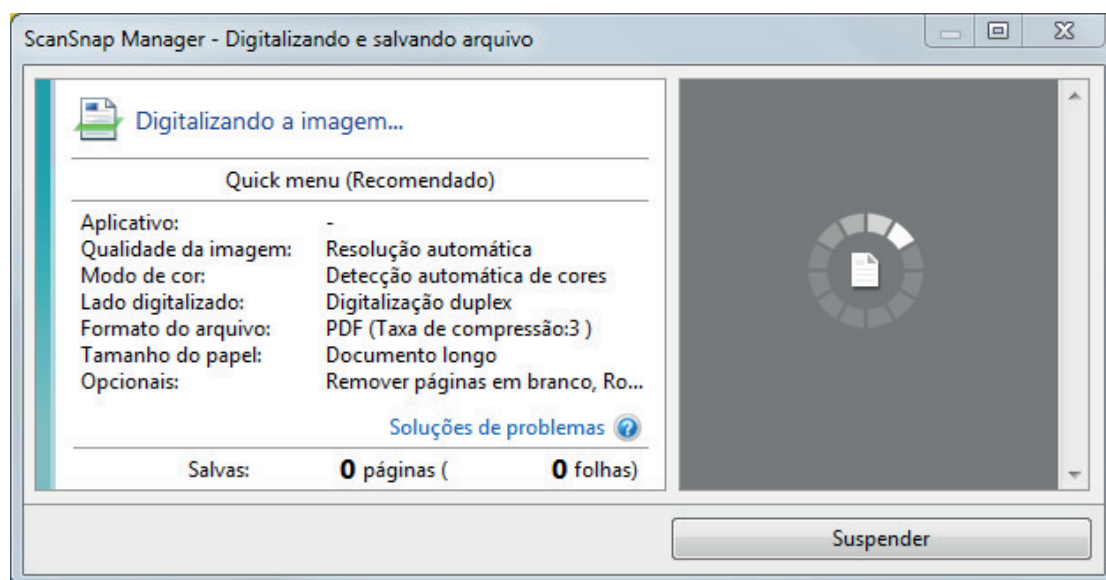 ScanSnap Manager - Digitalizando e salvando arquivo
Digitalizando a imagem...
Quick menu (Recomendado)
Aplicativo: -
Qualidade da imagem: Resolução automática
Modo de cor: Detecção automática de cores
Lado digitalizado: Digitalização duplex
Formato do arquivo: PDF (Taxa de compressão:3 )
Tamanho do papel: Documento longo
Opcionais: Remover páginas em branco, Ro...
Soluções de problemas ?
Salvas: 0 páginas ( 0 folhas)
Suspender